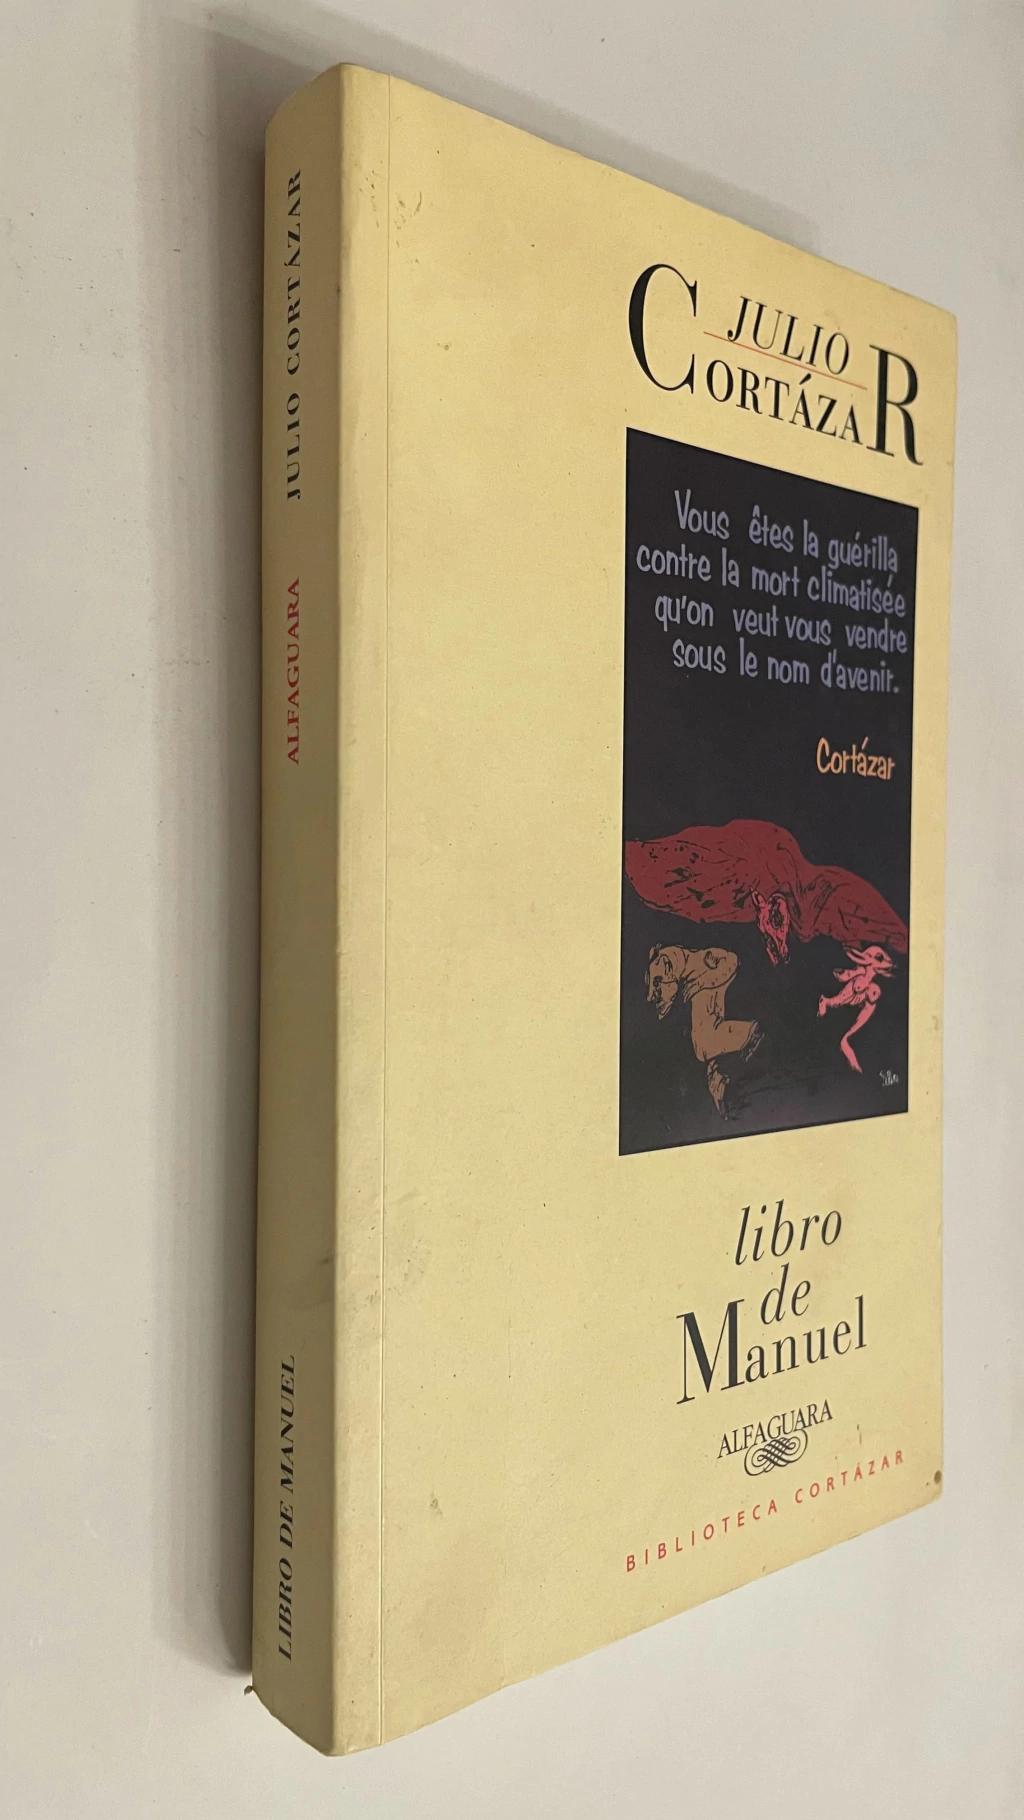 JULIO CORTÁZAR
ALFAGUARA
LIBRO DE MANUEL
JULIO
CORTÁZAR
Vous êtes la guérilla
contre la mort climatisée
qu'on veut vous vendre
sous le nom d'avenir.
Cortázar
libro
de
Manuel
ALFAGUARA
BIBLIOTECA CORTÁZAR